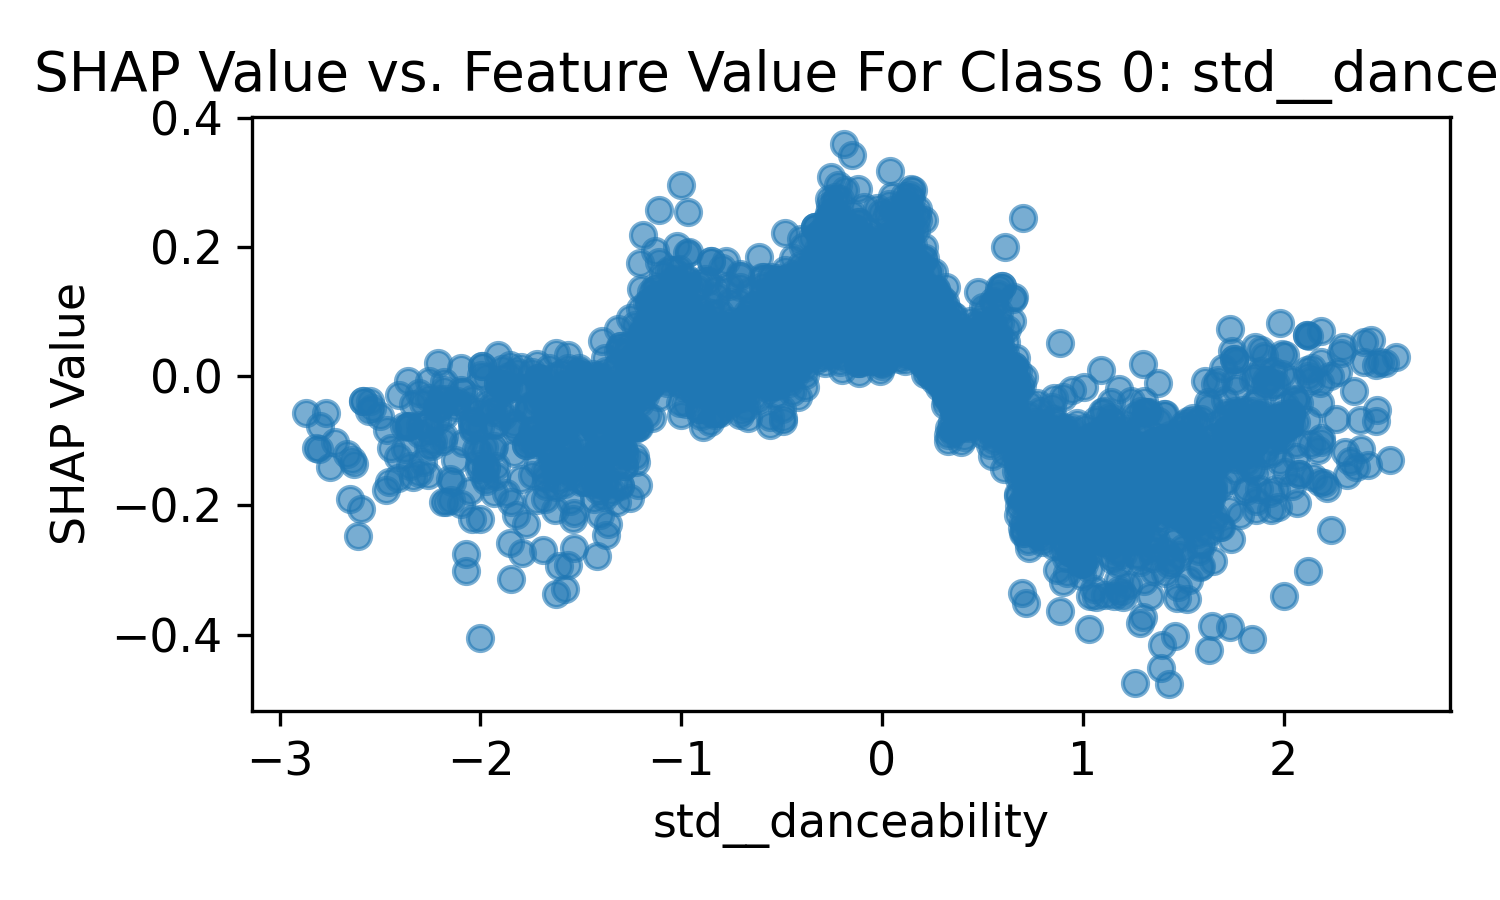 SHAP Value vs. Feature Value For Class 0: std__dance
0.4
0.2
0.0
−0.2
−0.4
SHAP Value
−3 −2 −1 0 1 2
std__danceability